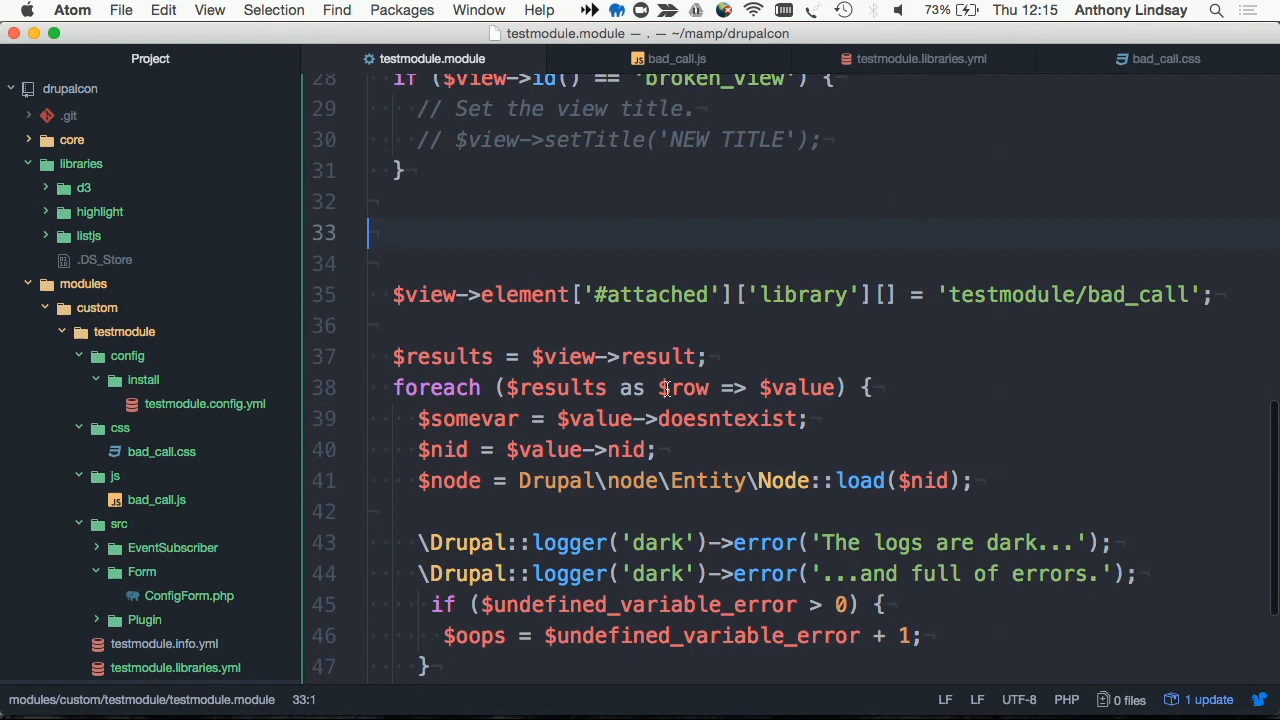 Atom File Edit View Selection Find Packages Window Help 73% Thu 12:15 Anthony Lindsay
testmodule.module — . — ~/mamp/drupalcon
Project
testmodule.module bad_call.js testmodule.libraries.yml bad_call.css
drupalcon
.git
core
libraries
d3
highlight
listjs
.DS_Store
modules
custom
testmodule
config
install
testmodule.config.yml
css
bad_call.css
js
bad_call.js
src
EventSubscriber
Form
ConfigForm.php
Plugin
testmodule.info.yml
testmodule.libraries.yml
28 if ($view->id() == 'broken_view') {
29 // Set the view title.
30 // $view->setTitle('NEW TITLE');
31 }
32
33
34
35 $view->element['#attached']['library'][] = 'testmodule/bad_call';
36
37 $results = $view->result;
38 foreach ($results as $row => $value) {
39 $somevar = $value->doesntexist;
40 $nid = $value->nid;
41 $node = Drupal\node\Entity\Node::load($nid);
42
43 \Drupal::logger('dark')->error('The logs are dark...');
44 \Drupal::logger('dark')->error('...and full of errors.');
45 if ($undefined_variable_error > 0) {
46 $oops = $undefined_variable_error + 1;
47 }
modules/custom/testmodule/testmodule.module 33:1 LF LF UTF-8 PHP 0 files 1 update